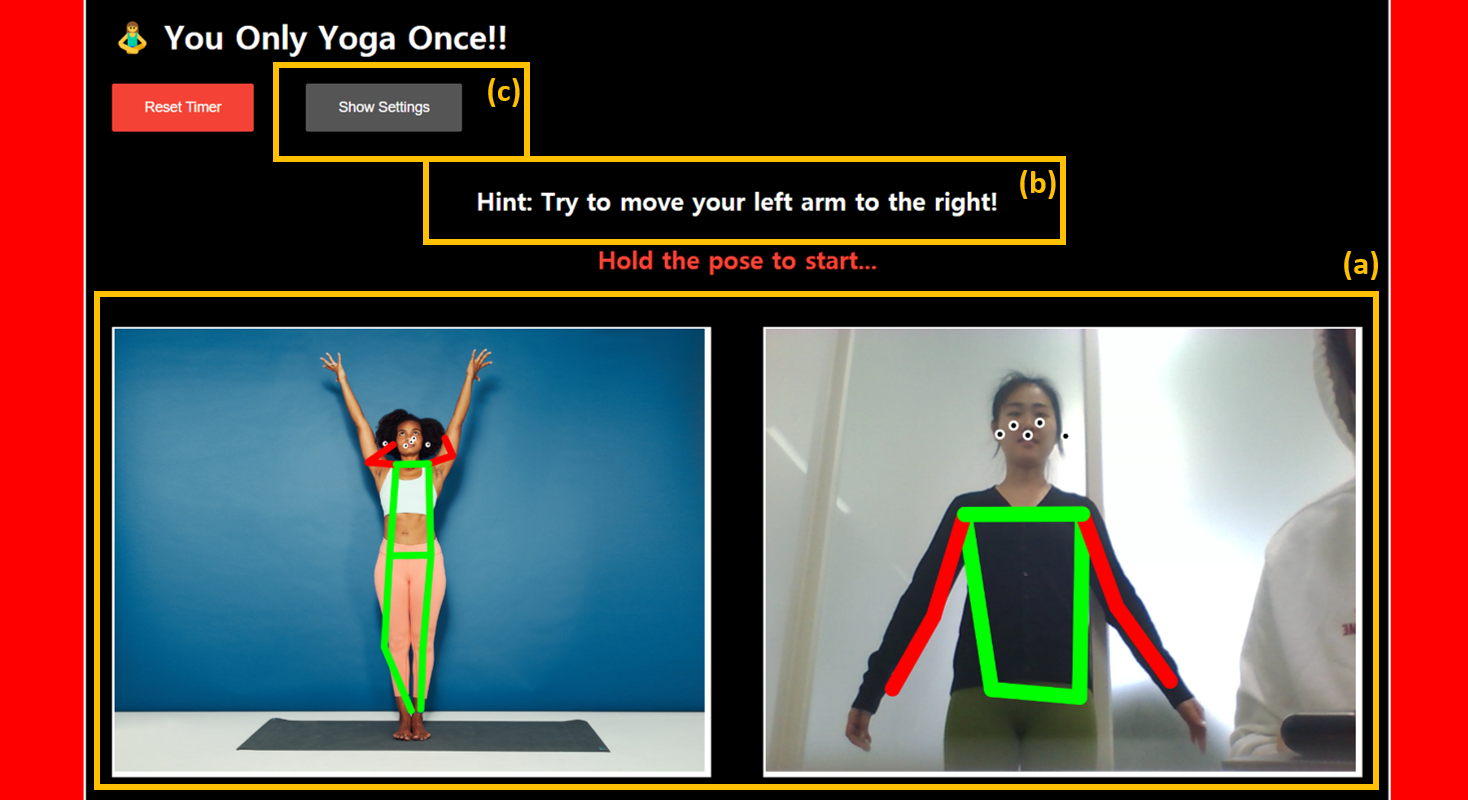 You Only Yoga Once!!
Reset Timer
Show Settings
(c)
(b)
Hint: Try to move your left arm to the right!
Hold the pose to start...
(a)